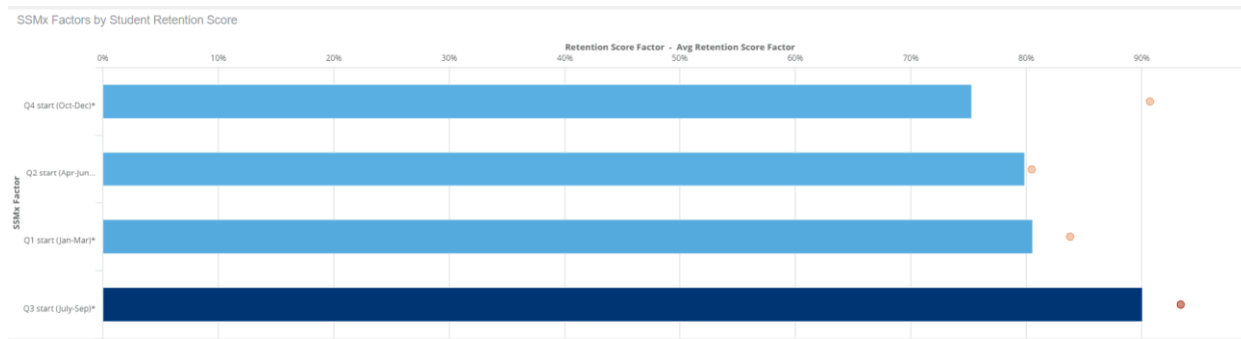 SSMx Factors by Student Retention Score
Retention Score Factor - Avg Retention Score Factor
0% 10% 20% 30% 40% 50% 60% 70% 80% 90%
SSMx Factor
Q4 start (Oct-Dec)*
Q2 start (Apr-Jun...
Q1 start (Jan-Mar)*
Q3 start (July-Sep)*